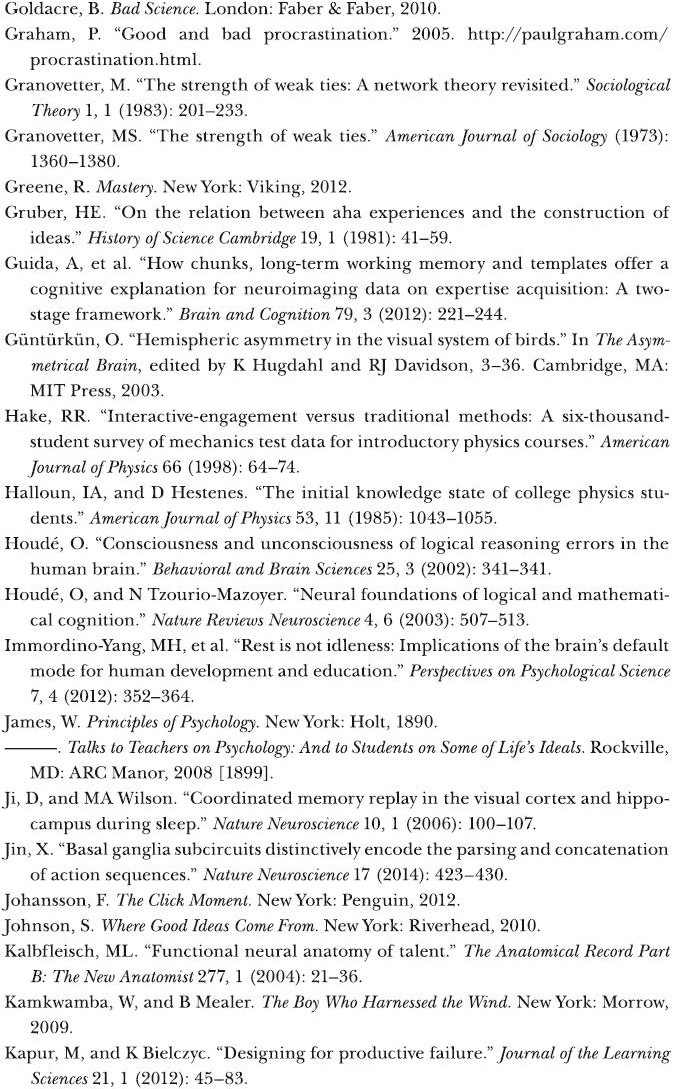 Goldacre, B. Bad Science. London: Faber & Faber, 2010.
Graham, P. “Good and bad procrastination.” 2005. http://paulgraham.com/
procrastination.html.
Granovetter, M. “The strength of weak ties: A network theory revisited.” Sociological
Theory 1, 1 (1983): 201–233.
Granovetter, MS. “The strength of weak ties.” American Journal of Sociology (1973):
1360–1380.
Greene, R. Mastery. New York: Viking, 2012.
Gruber, HE. “On the relation between aha experiences and the construction of
ideas.” History of Science Cambridge 19, 1 (1981): 41–59.
Guida, A, et al. “How chunks, long-term working memory and templates offer a
cognitive explanation for neuroimaging data on expertise acquisition: A two-
stage framework.” Brain and Cognition 79, 3 (2012): 221–244.
Güntürkün, O. “Hemispheric asymmetry in the visual system of birds.” In The Asym-
metrical Brain, edited by K Hugdahl and RJ Davidson, 3–36. Cambridge, MA:
MIT Press, 2003.
Hake, RR. “Interactive-engagement versus traditional methods: A six-thousand-
student survey of mechanics test data for introductory physics courses.” American
Journal of Physics 66 (1998): 64–74.
Halloun, IA, and D Hestenes. “The initial knowledge state of college physics stu-
dents.” American Journal of Physics 53, 11 (1985): 1043–1055.
Houdé, O. “Consciousness and unconsciousness of logical reasoning errors in the
human brain.” Behavioral and Brain Sciences 25, 3 (2002): 341–341.
Houdé, O, and N Tzourio-Mazoyer. “Neural foundations of logical and mathemati-
cal cognition.” Nature Reviews Neuroscience 4, 6 (2003): 507–513.
Immordino-Yang, MH, et al. “Rest is not idleness: Implications of the brain’s default
mode for human development and education.” Perspectives on Psychological Science
7, 4 (2012): 352–364.
James, W. Principles of Psychology. New York: Holt, 1890.
———. Talks to Teachers on Psychology: And to Students on Some of Life’s Ideals. Rockville,
MD: ARC Manor, 2008 [1899].
Ji, D, and MA Wilson. “Coordinated memory replay in the visual cortex and hippo-
campus during sleep.” Nature Neuroscience 10, 1 (2006): 100–107.
Jin, X. “Basal ganglia subcircuits distinctively encode the parsing and concatenation
of action sequences.” Nature Neuroscience 17 (2014): 423–430.
Johansson, F. The Click Moment. New York: Penguin, 2012.
Johnson, S. Where Good Ideas Come From. New York: Riverhead, 2010.
Kalbfleisch, ML. “Functional neural anatomy of talent.” The Anatomical Record Part
B: The New Anatomist 277, 1 (2004): 21–36.
Kamkwamba, W, and B Mealer. The Boy Who Harnessed the Wind. New York: Morrow,
2009.
Kapur, M, and K Bielczyc. “Designing for productive failure.” Journal of the Learning
Sciences 21, 1 (2012): 45–83.